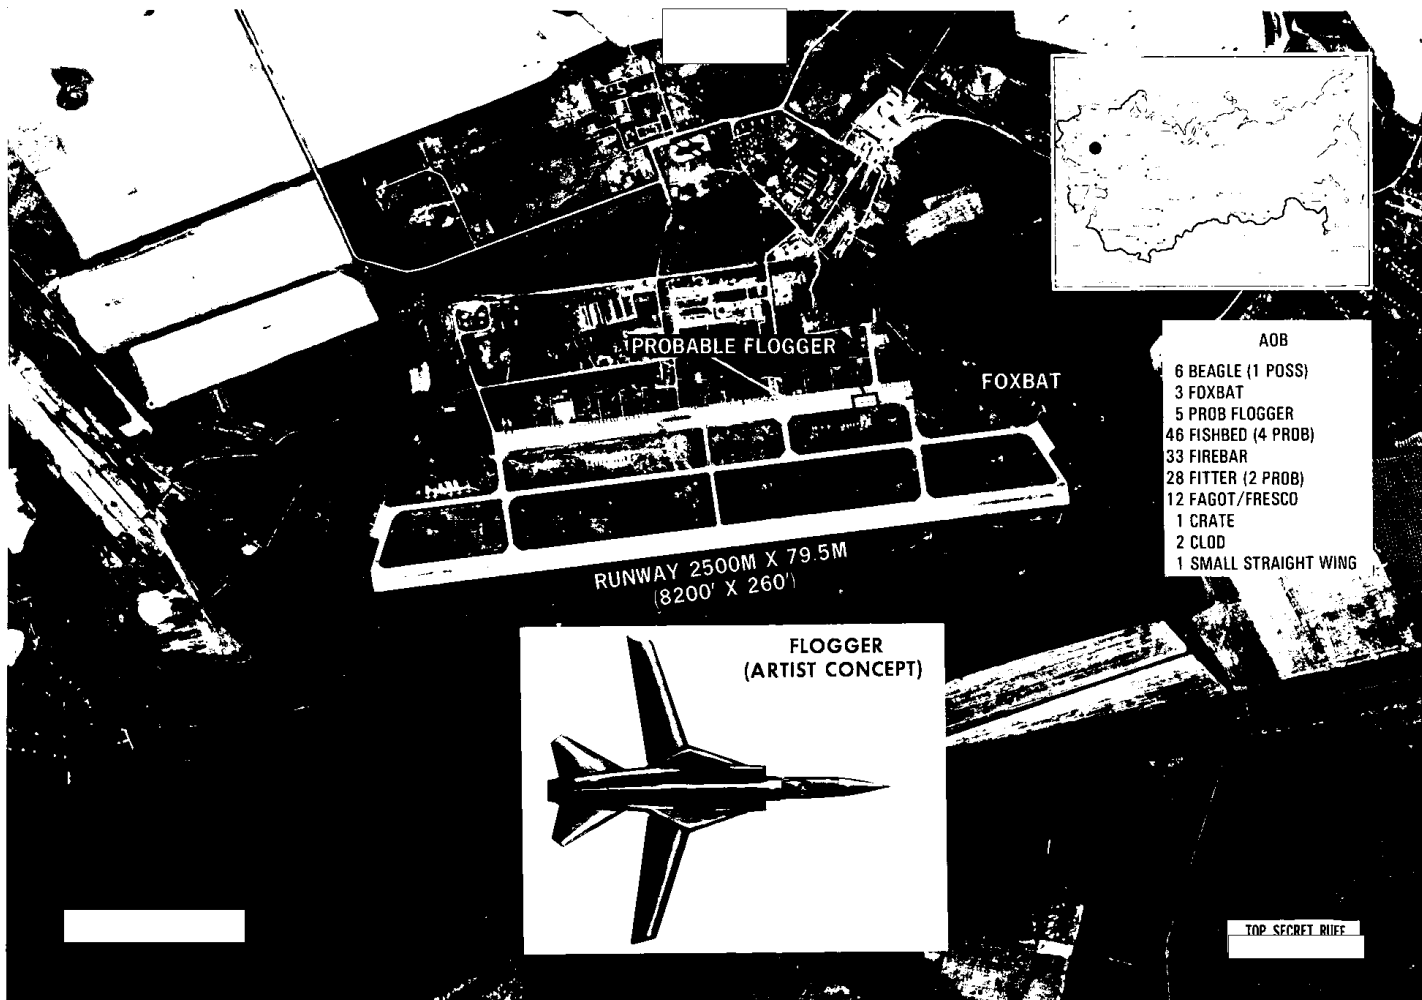 PROBABLE FLOGGER
FOXBAT
AOB
6 BEAGLE (1 POSS)
3 FOXBAT
5 PROB FLOGGER
46 FISHBED (4 PROB)
33 FIREBAR
28 FITTER (2 PROB)
12 FAGOT/FRESCO
1 CRATE
2 CLOD
1 SMALL STRAIGHT WING
RUNWAY 2500M X 79.5M
(8200' X 260')
FLOGGER
(ARTIST CONCEPT)
TOP SECRET RUFF